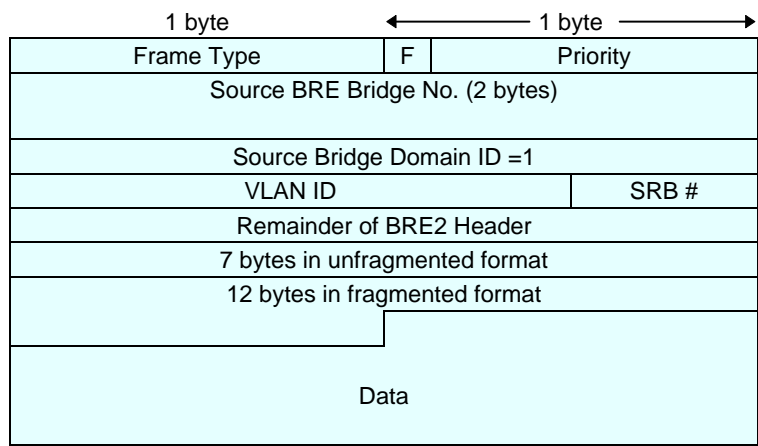 1 byte 1 byte
Frame Type F Priority
Source BRE Bridge No. (2 bytes)
Source Bridge Domain ID =1
VLAN ID SRB #
Remainder of BRE2 Header
7 bytes in unfragmented format
12 bytes in fragmented format
Data